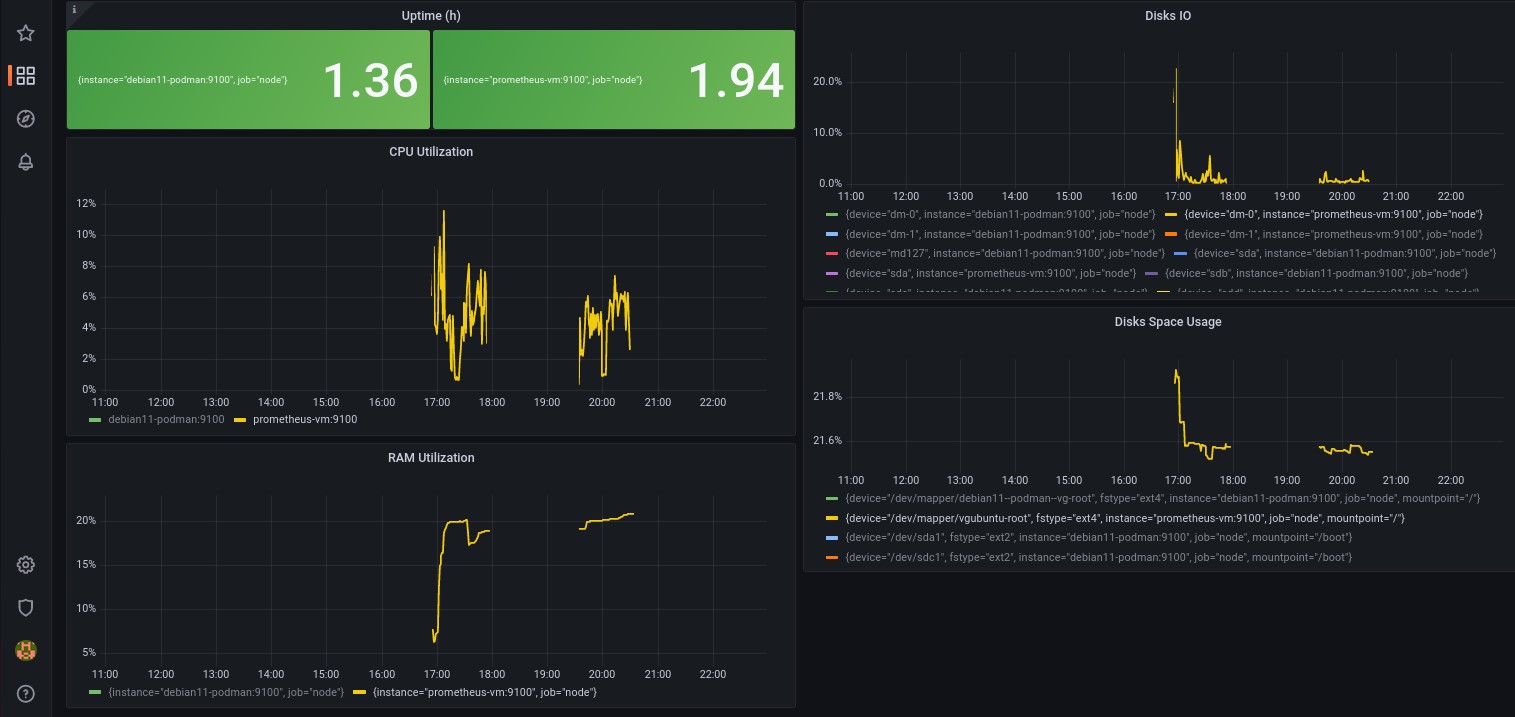 Uptime (h)
{instance="debian11-podman:9100", job="node"} 1.36
{instance="prometheus-vm:9100", job="node"} 1.94
CPU Utilization
12%
10%
8%
6%
4%
2%
0%
11:00 12:00 13:00 14:00 15:00 16:00 17:00 18:00 19:00 20:00 21:00 22:00
debian11-podman:9100 prometheus-vm:9100
RAM Utilization
20%
15%
10%
5%
11:00 12:00 13:00 14:00 15:00 16:00 17:00 18:00 19:00 20:00 21:00 22:00
{instance="debian11-podman:9100", job="node"} {instance="prometheus-vm:9100", job="node"}
Disks IO
20.0%
10.0%
0.0%
11:00 12:00 13:00 14:00 15:00 16:00 17:00 18:00 19:00 20:00 21:00 22:00
{device="dm-0", instance="debian11-podman:9100", job="node"} {device="dm-0", instance="prometheus-vm:9100", job="node"}
{device="dm-1", instance="debian11-podman:9100", job="node"} {device="dm-1", instance="prometheus-vm:9100", job="node"}
{device="md127", instance="debian11-podman:9100", job="node"} {device="sda", instance="debian11-podman:9100", job="node"}
{device="sda", instance="prometheus-vm:9100", job="node"} {device="sdb", instance="debian11-podman:9100", job="node"}
Disks Space Usage
21.8%
21.6%
11:00 12:00 13:00 14:00 15:00 16:00 17:00 18:00 19:00 20:00 21:00 22:00
{device="/dev/mapper/debian11--podman--vg-root", fstype="ext4", instance="debian11-podman:9100", job="node", mountpoint="/"}
{device="/dev/mapper/vgubuntu-root", fstype="ext4", instance="prometheus-vm:9100", job="node", mountpoint="/"}
{device="/dev/sda1", fstype="ext2", instance="debian11-podman:9100", job="node", mountpoint="/boot"}
{device="/dev/sdc1", fstype="ext2", instance="debian11-podman:9100", job="node", mountpoint="/boot"}